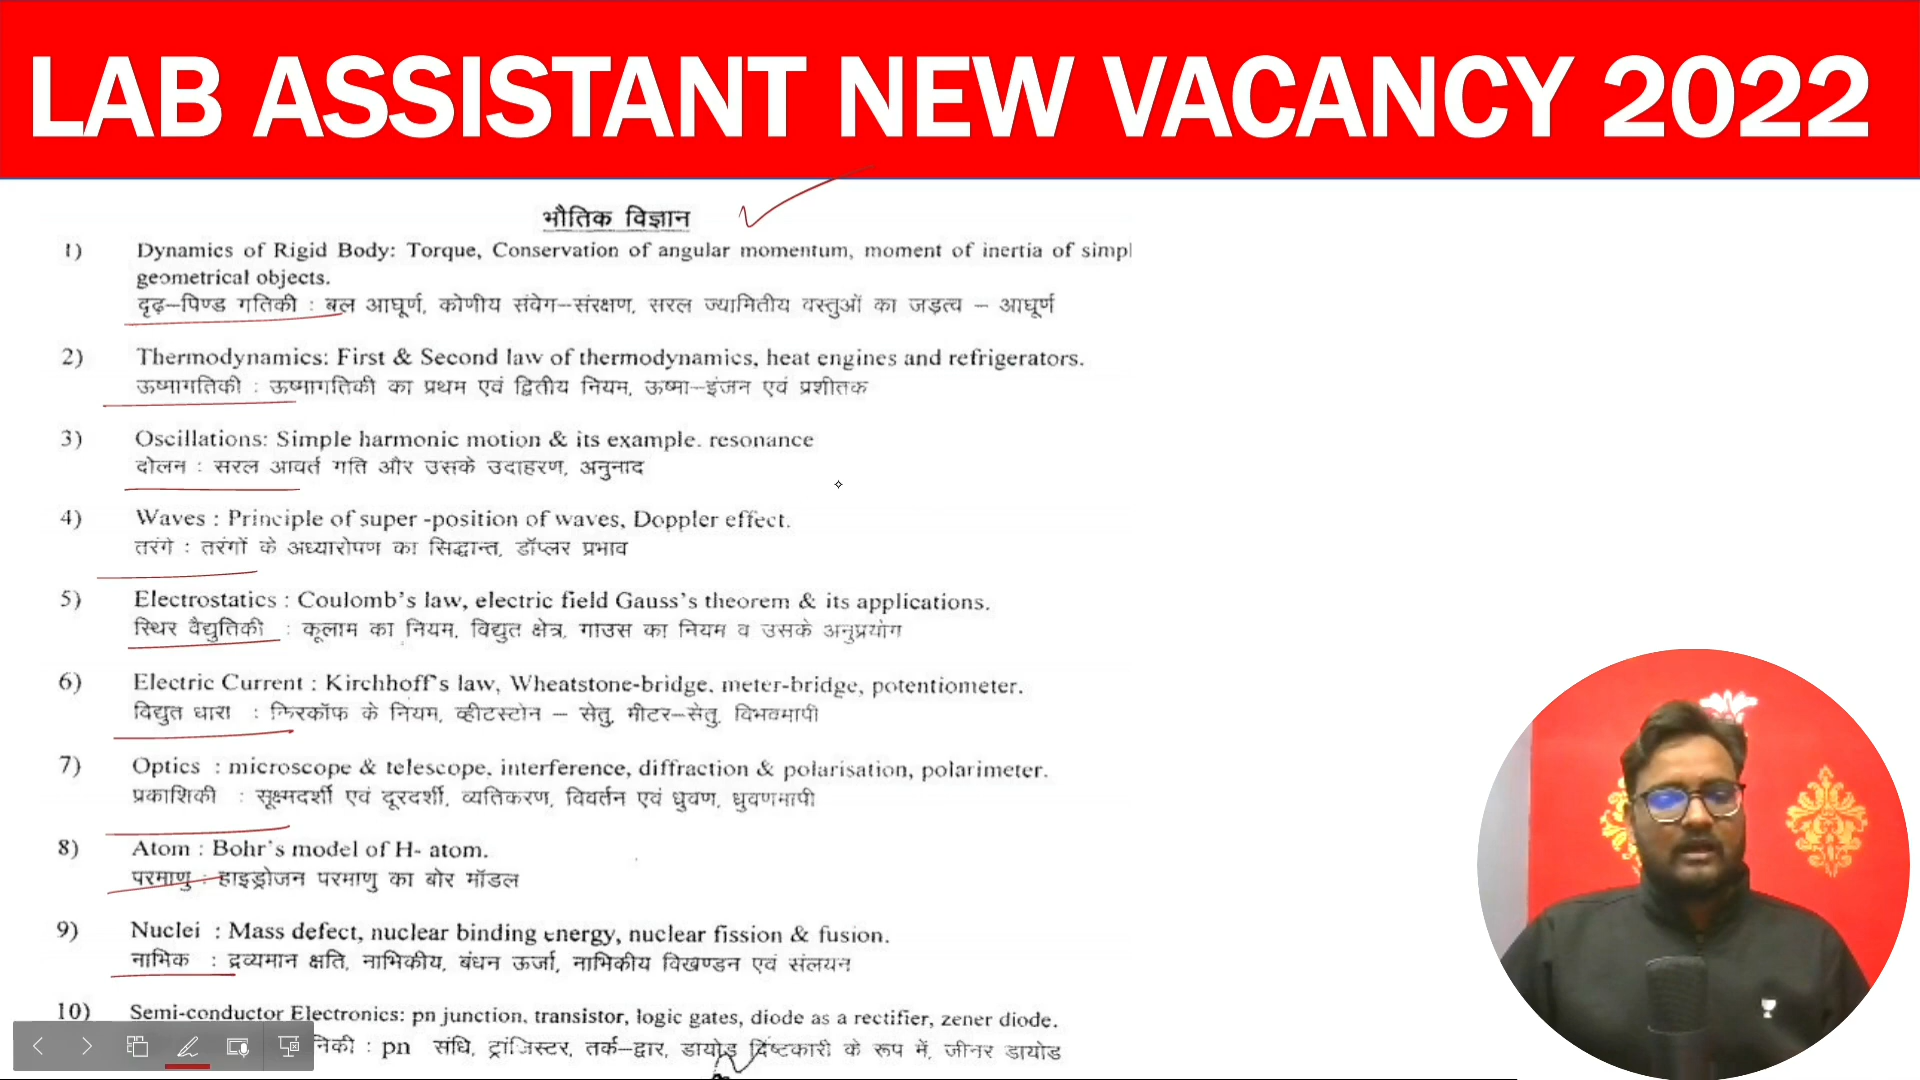 LAB ASSISTANT NEW VACANCY 2022
भौतिक विज्ञान
1) Dynamics of Rigid Body: Torque, Conservation of angular momentum, moment of inertia of simpl
geometrical objects.
दृढ़–पिण्ड गतिकी : बल आघूर्ण, कोणीय संवेग–संरक्षण, सरल ज्यामितीय वस्तुओं का जड़त्व – आघूर्ण
2) Thermodynamics: First & Second law of thermodynamics, heat engines and refrigerators.
ऊष्मागतिकी : ऊष्मागतिकी का प्रथम एवं द्वितीय नियम, ऊष्मा–इंजन एवं प्रशीतक
3) Oscillations: Simple harmonic motion & its example. resonance
दोलन : सरल आवर्त गति और उसके उदाहरण, अनुनाद
4) Waves : Principle of super -position of waves, Doppler effect.
तरंगे : तरंगों के अध्यारोपण का सिद्धान्त, डॉप्लर प्रभाव
5) Electrostatics : Coulomb's law, electric field Gauss's theorem & its applications.
स्थिर वैद्युतिकी : कूलाम का नियम, विद्युत क्षेत्र, गाउस का नियम व उसके अनुप्रयोग
6) Electric Current : Kirchhoff's law, Wheatstone-bridge, meter-bridge, potentiometer.
विद्युत धारा : किरकॉफ के नियम, व्हीटस्टोन – सेतु, मीटर–सेतु, विभवमापी
7) Optics : microscope & telescope, interference, diffraction & polarisation, polarimeter.
प्रकाशिकी : सूक्ष्मदर्शी एवं दूरदर्शी, व्यतिकरण, विवर्तन एवं ध्रुवण, ध्रुवणमापी
8) Atom : Bohr's model of H- atom.
परमाणु : हाइड्रोजन परमाणु का बोर मॉडल
9) Nuclei : Mass defect, nuclear binding energy, nuclear fission & fusion.
नाभिक : द्रव्यमान क्षति, नाभिकीय, बंधन ऊर्जा, नाभिकीय विखण्डन एवं संलयन
10) Semi-conductor Electronics: pn junction, transistor, logic gates, diode as a rectifier, zener diode.
निकी : pn संधि, ट्रांजिस्टर, तर्क–द्वार, डायोड दिष्टकारी के रूप में, जीनर डायोड